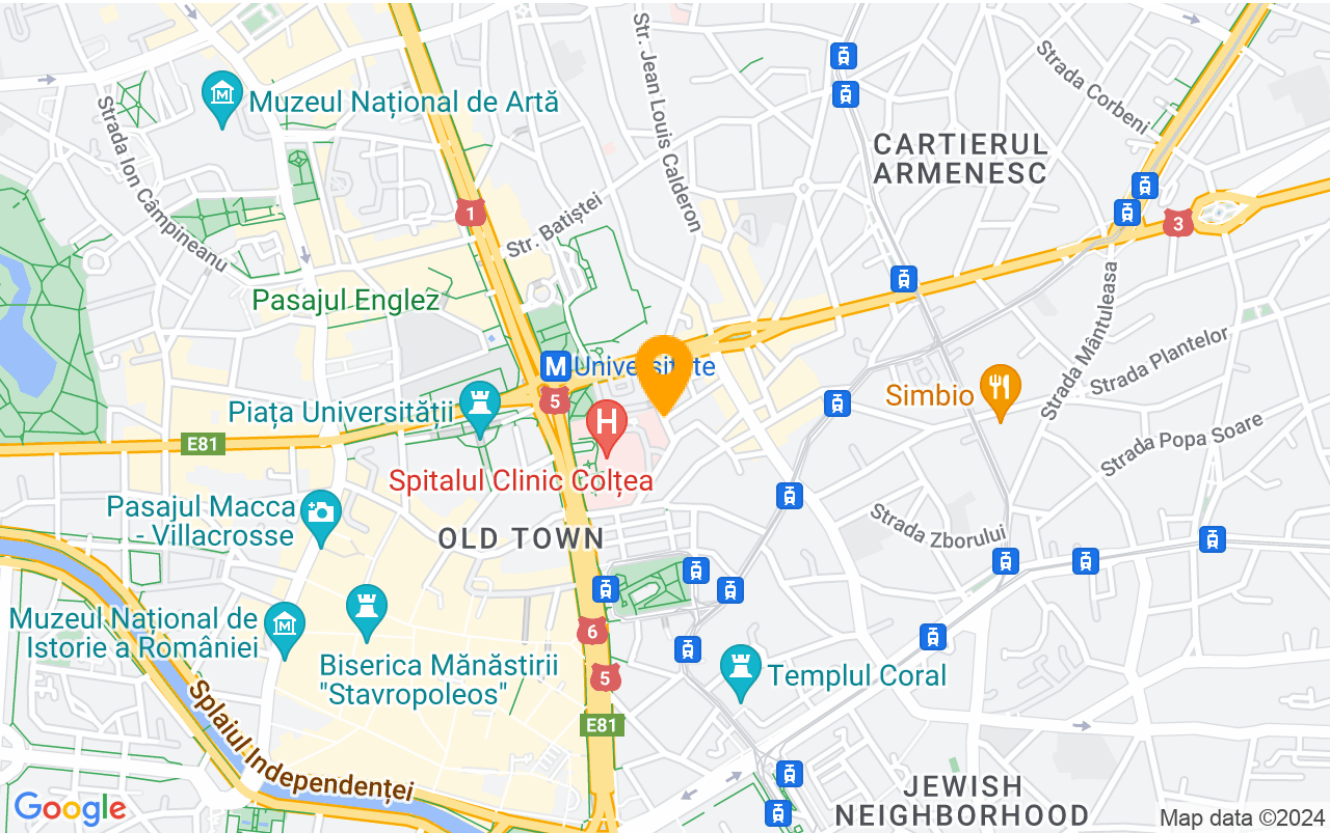 Str. Jean Louis Calderon
Strada Corbeni
Muzeul Național de Artă
Strada Ion Câmpineanu
CARTIERUL
ARMENESC
1
Str. Batiștei
3
Pasajul Englez
Strada Mântuleasa
Strada Plantelor
M
Universitate
Simbio
5
Piața Universității
H
E81
Strada Popa Soare
Spitalul Clinic Colțea
Pasajul Macca
- Villacrosse
OLD TOWN
Strada Zborului
Muzeul Național de
Istorie a României
6
Biserica Mănăstirii
"Stavropoleos"
5
Templul Coral
E81
Splaiul Independenței
JEWISH
NEIGHBORHOOD
Google
Map data ©2024